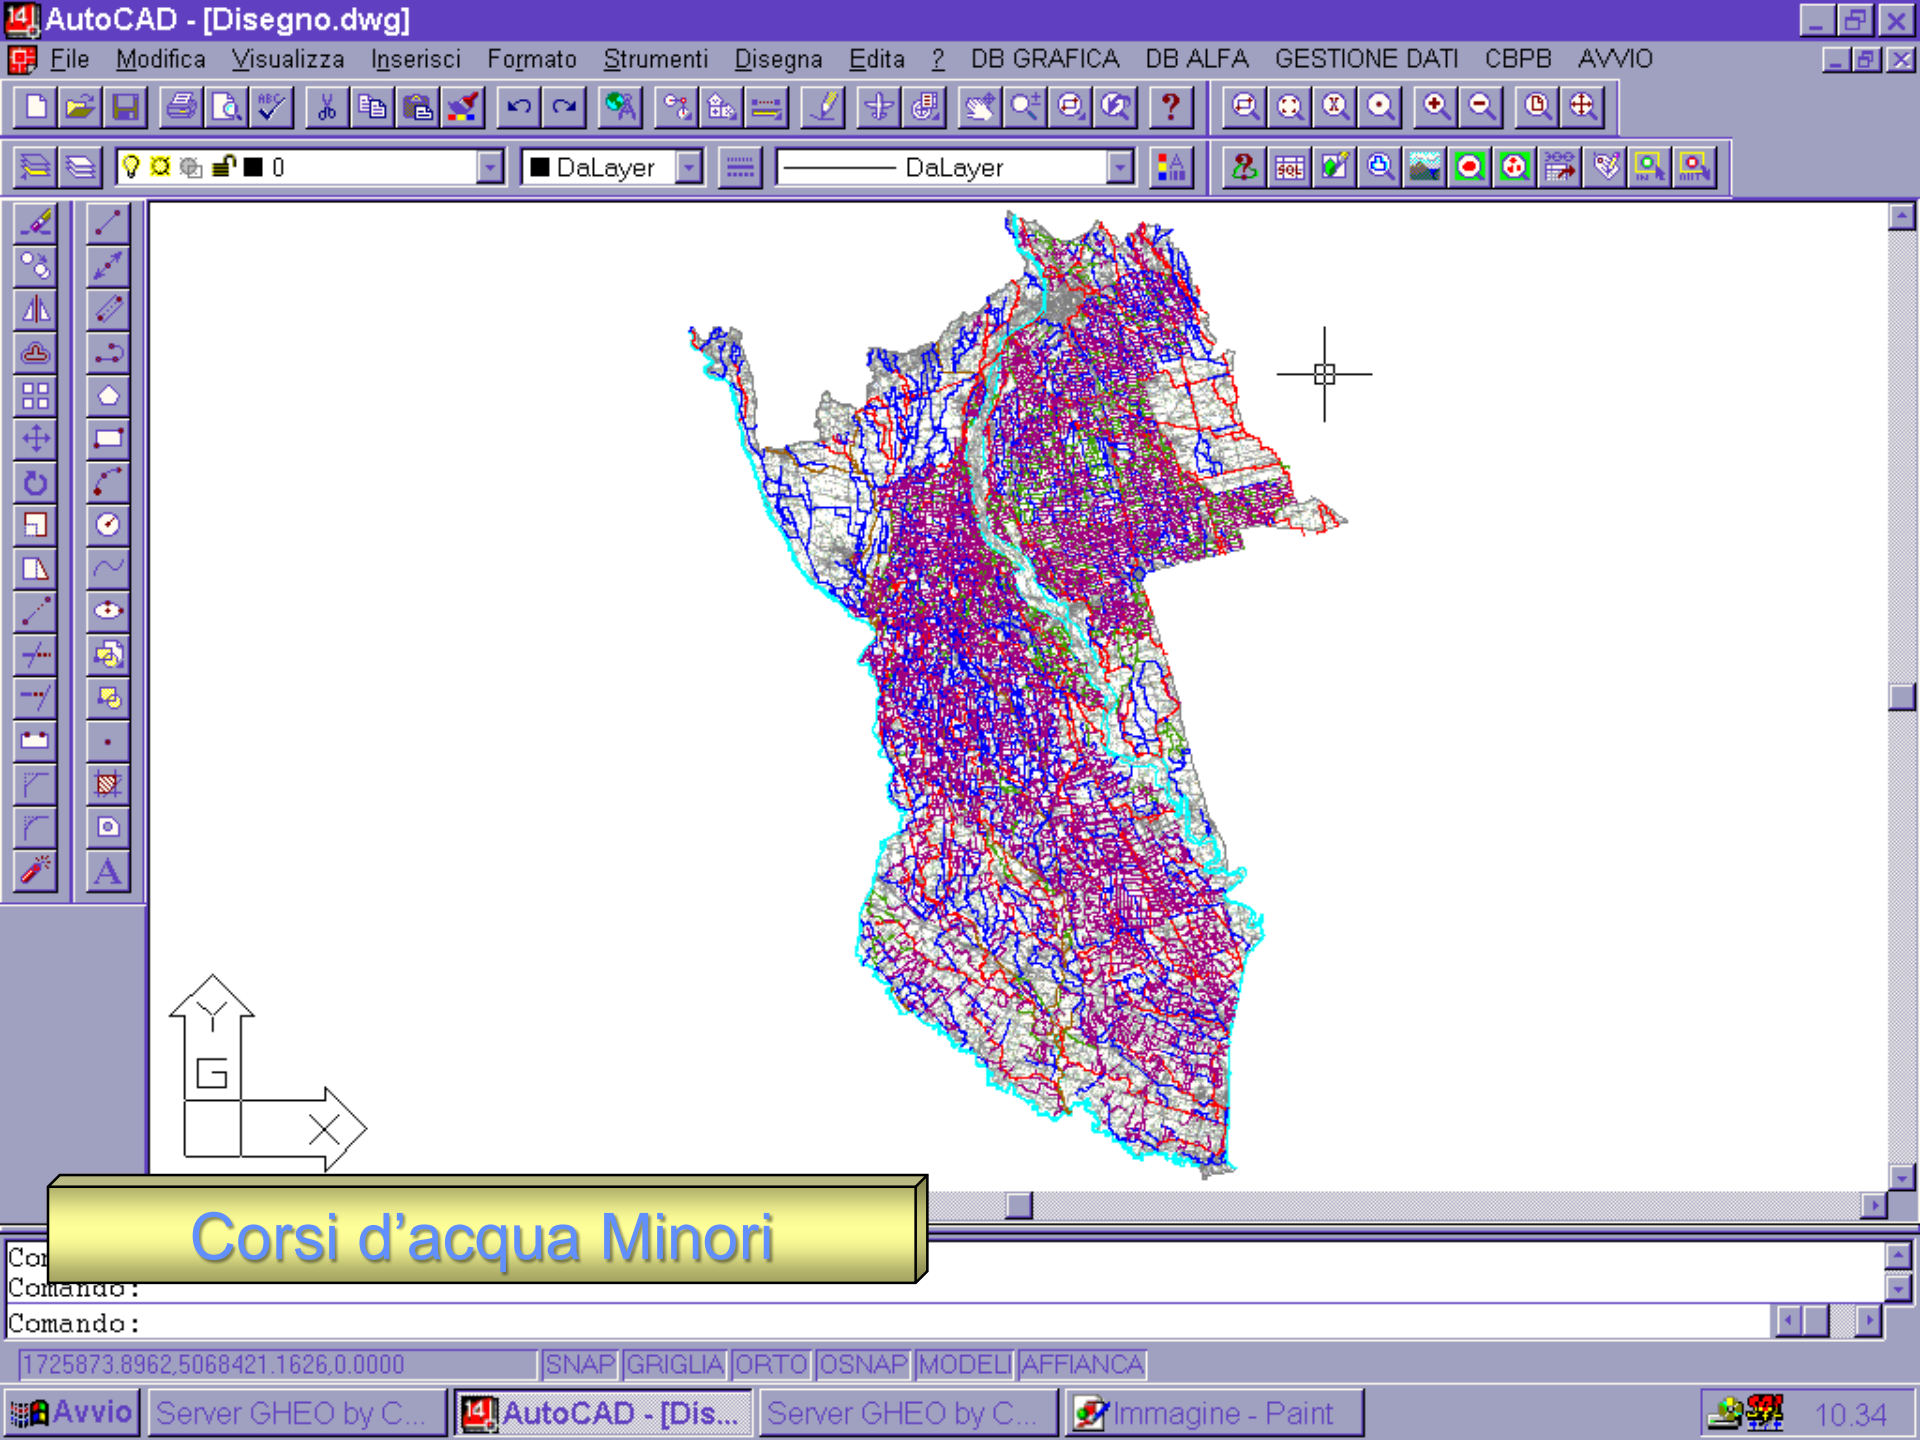 AutoCAD - [Disegno.dwg]
File Modifica Visualizza Inserisci Formato Strumenti Disegna Edita ? DB GRAFICA DB ALFA GESTIONE DATI CBPB AVVIO
0 DaLayer DaLayer
Y
G
X
Corsi d'acqua Minori
Comando:
Comando:
1725873.8962,5068421.1626,0.0000 SNAP GRIGLIA ORTO OSNAP MODELL AFFIANCA
Avvio Server GHEO by C... AutoCAD - [Dis... Server GHEO by C... Immagine - Paint 10.34